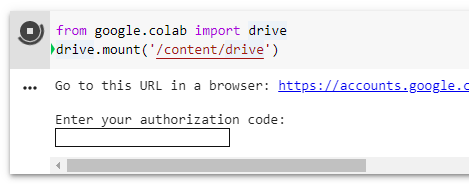 from google.colab import drive
drive.mount('/content/drive')
Go to this URL in a browser: https://accounts.google.c
Enter your authorization code: